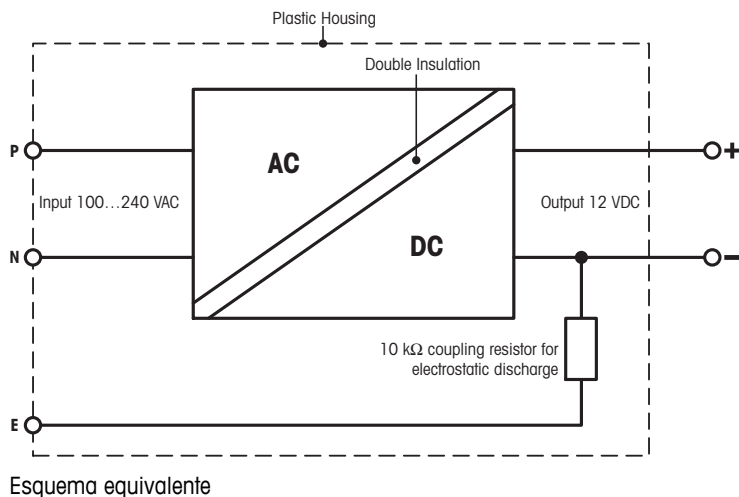 Plastic Housing
Double Insulation
P
AC
+
Input 100...240 VAC
Output 12 VDC
N
DC
–
10 kΩ coupling resistor for
electrostatic discharge
E
Esquema equivalente